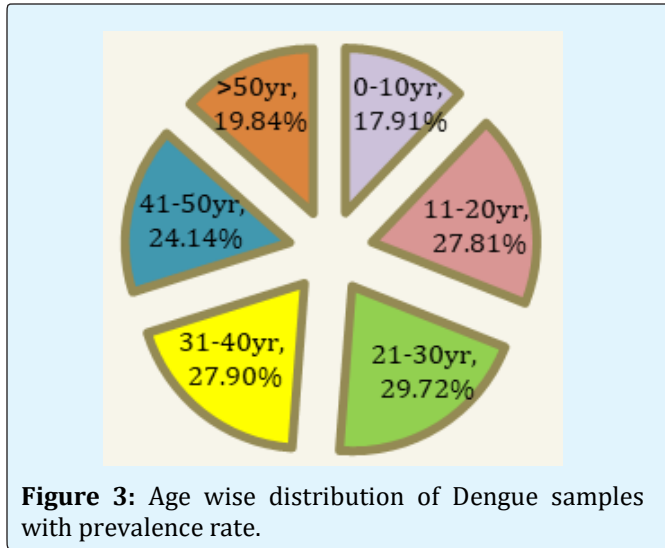 >50yr,
19.84%
0-10yr,
17.91%
41-50yr,
24.14%
11-20yr,
27.81%
31-40yr,
27.90%
21-30yr,
29.72%
Figure 3: Age wise distribution of Dengue samples
with prevalence rate.